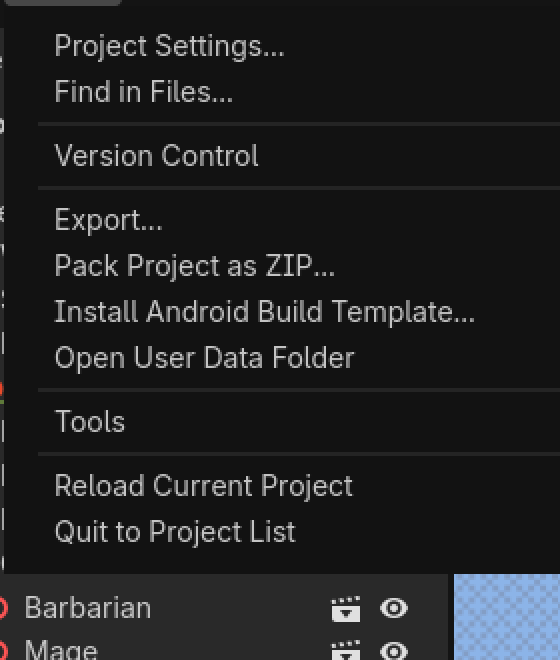 Project Settings...
Find in Files...
Version Control
Export...
Pack Project as ZIP...
Install Android Build Template...
Open User Data Folder
Tools
Reload Current Project
Quit to Project List
Barbarian
Mage